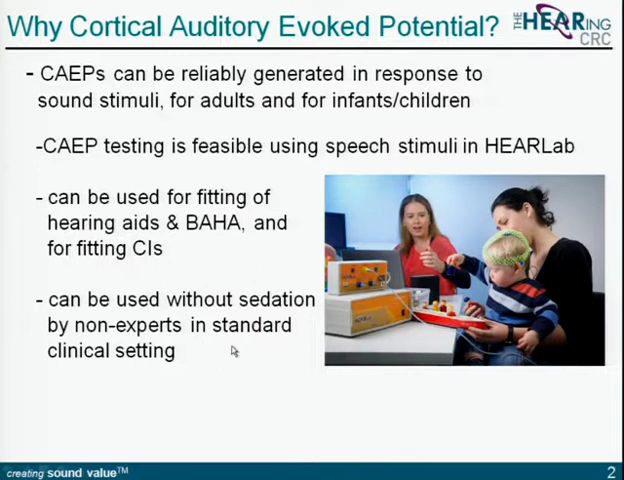 Why Cortical Auditory Evoked Potential?
THE HEARing CRC
- CAEPs can be reliably generated in response to
sound stimuli, for adults and for infants/children
-CAEP testing is feasible using speech stimuli in HEARLab
- can be used for fitting of
hearing aids & BAHA, and
for fitting CIs
- can be used without sedation
by non-experts in standard
clinical setting
creating sound value™
2